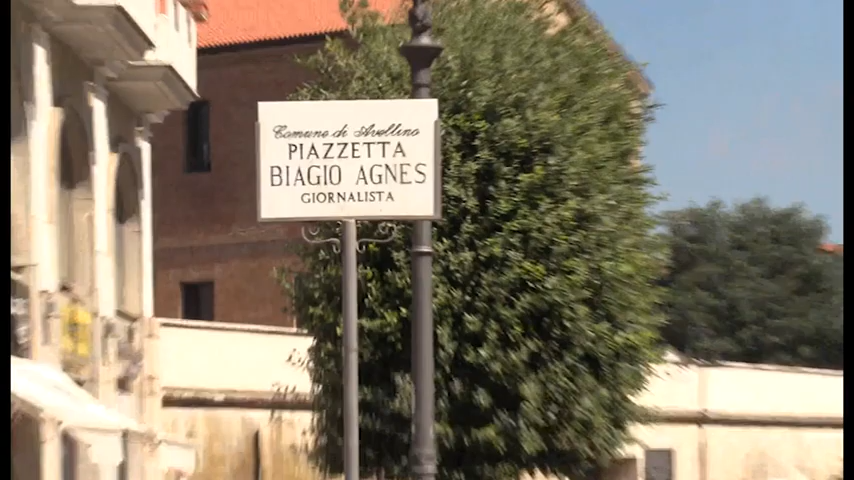 Comune di Avellino
PIAZZETTA
BIAGIO AGNES
GIORNALISTA